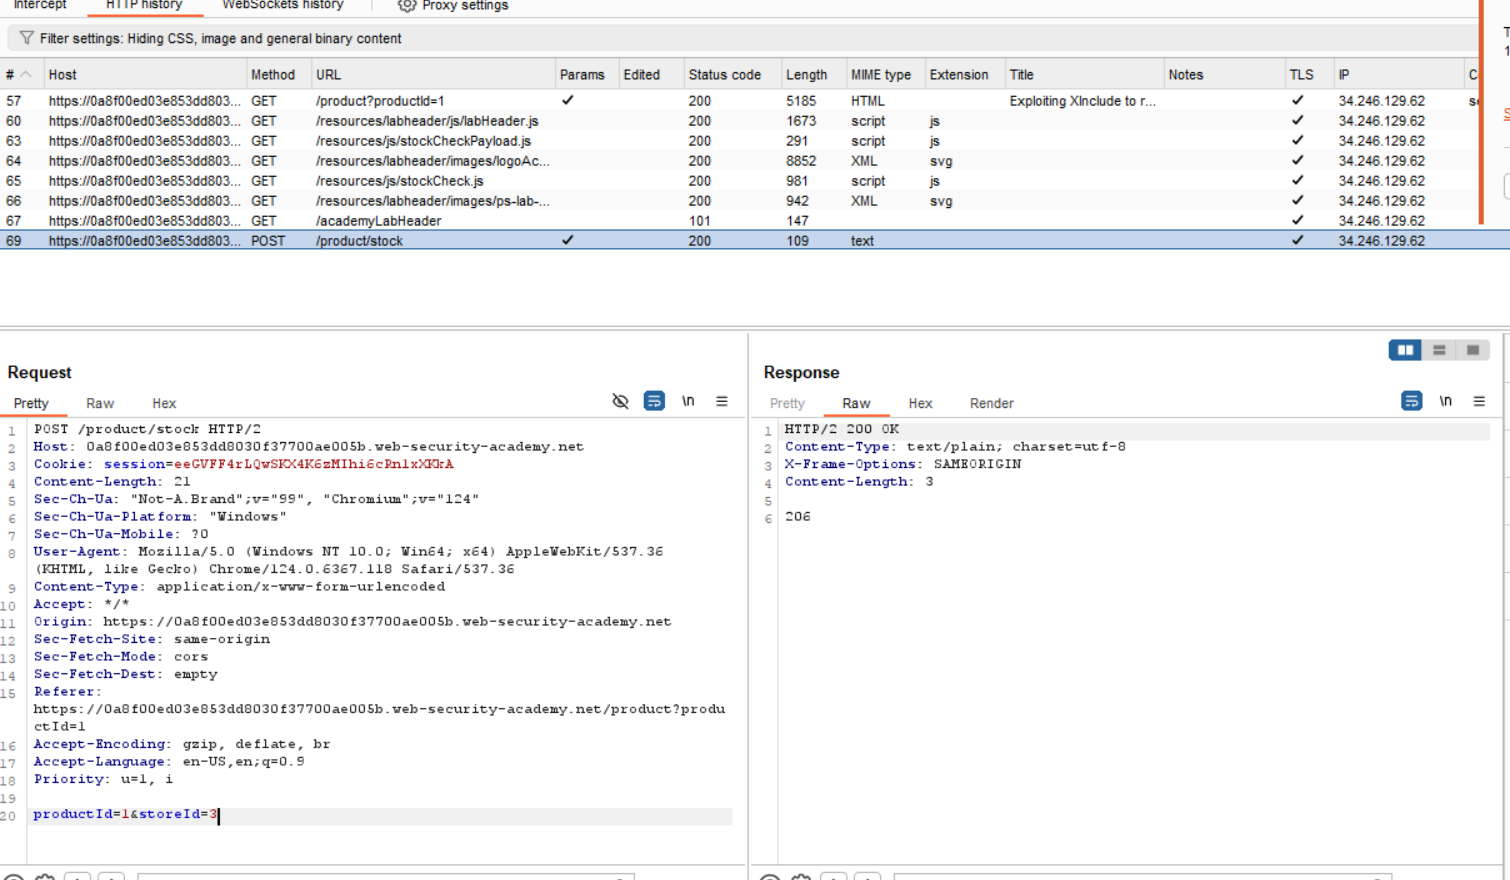 Intercept HTTP history WebSockets history Proxy settings
Filter settings: Hiding CSS, image and general binary content
# Host Method URL Params Edited Status code Length MIME type Extension Title Notes TLS IP
57 https://0a8f00ed03e853dd803... GET /product?productId=1 ✓ 200 5185 HTML Exploiting XInclude to r... ✓ 34.246.129.62
60 https://0a8f00ed03e853dd803... GET /resources/labheader/js/labHeader.js 200 1673 script js ✓ 34.246.129.62
63 https://0a8f00ed03e853dd803... GET /resources/js/stockCheckPayload.js 200 291 script js ✓ 34.246.129.62
64 https://0a8f00ed03e853dd803... GET /resources/labheader/images/logoAc... 200 8852 XML svg ✓ 34.246.129.62
65 https://0a8f00ed03e853dd803... GET /resources/js/stockCheck.js 200 981 script js ✓ 34.246.129.62
66 https://0a8f00ed03e853dd803... GET /resources/labheader/images/ps-lab-... 200 942 XML svg ✓ 34.246.129.62
67 https://0a8f00ed03e853dd803... GET /academyLabHeader 101 147 ✓ 34.246.129.62
69 https://0a8f00ed03e853dd803... POST /product/stock ✓ 200 109 text ✓ 34.246.129.62
Request
Pretty Raw Hex \n
1 POST /product/stock HTTP/2
2 Host: 0a8f00ed03e853dd8030f37700ae005b.web-security-academy.net
3 Cookie: session=eeGVFF4rLQwSKX4K6zMIhi6cRnlxXKkA
4 Content-Length: 21
5 Sec-Ch-Ua: "Not-A.Brand";v="99", "Chromium";v="124"
6 Sec-Ch-Ua-Platform: "Windows"
7 Sec-Ch-Ua-Mobile: ?0
8 User-Agent: Mozilla/5.0 (Windows NT 10.0; Win64; x64) AppleWebKit/537.36
(KHTML, like Gecko) Chrome/124.0.6367.118 Safari/537.36
9 Content-Type: application/x-www-form-urlencoded
10 Accept: */*
11 Origin: https://0a8f00ed03e853dd8030f37700ae005b.web-security-academy.net
12 Sec-Fetch-Site: same-origin
13 Sec-Fetch-Mode: cors
14 Sec-Fetch-Dest: empty
15 Referer:
https://0a8f00ed03e853dd8030f37700ae005b.web-security-academy.net/product?produ
ctId=1
16 Accept-Encoding: gzip, deflate, br
17 Accept-Language: en-US,en;q=0.9
18 Priority: u=1, i
19
20 productId=1&storeId=3
Response
Pretty Raw Hex Render \n
1 HTTP/2 200 OK
2 Content-Type: text/plain; charset=utf-8
3 X-Frame-Options: SAMEORIGIN
4 Content-Length: 3
5
6 206